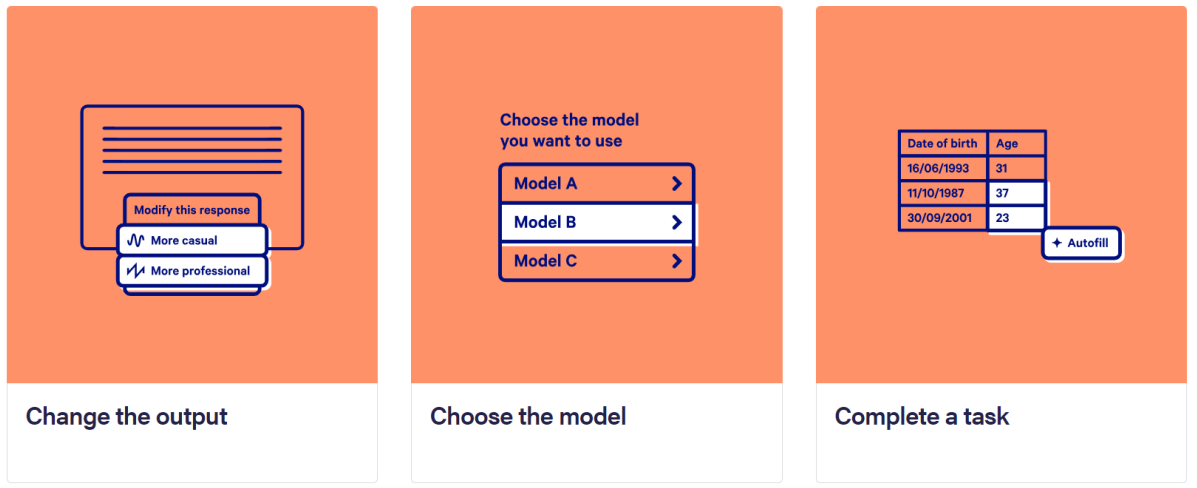 Modify this response
More casual
More professional
Change the output
Choose the model
you want to use
Model A
Model B
Model C
Choose the model
Date of birth Age
16/06/1993 31
11/10/1987 37
30/09/2001 23
Autofill
Complete a task